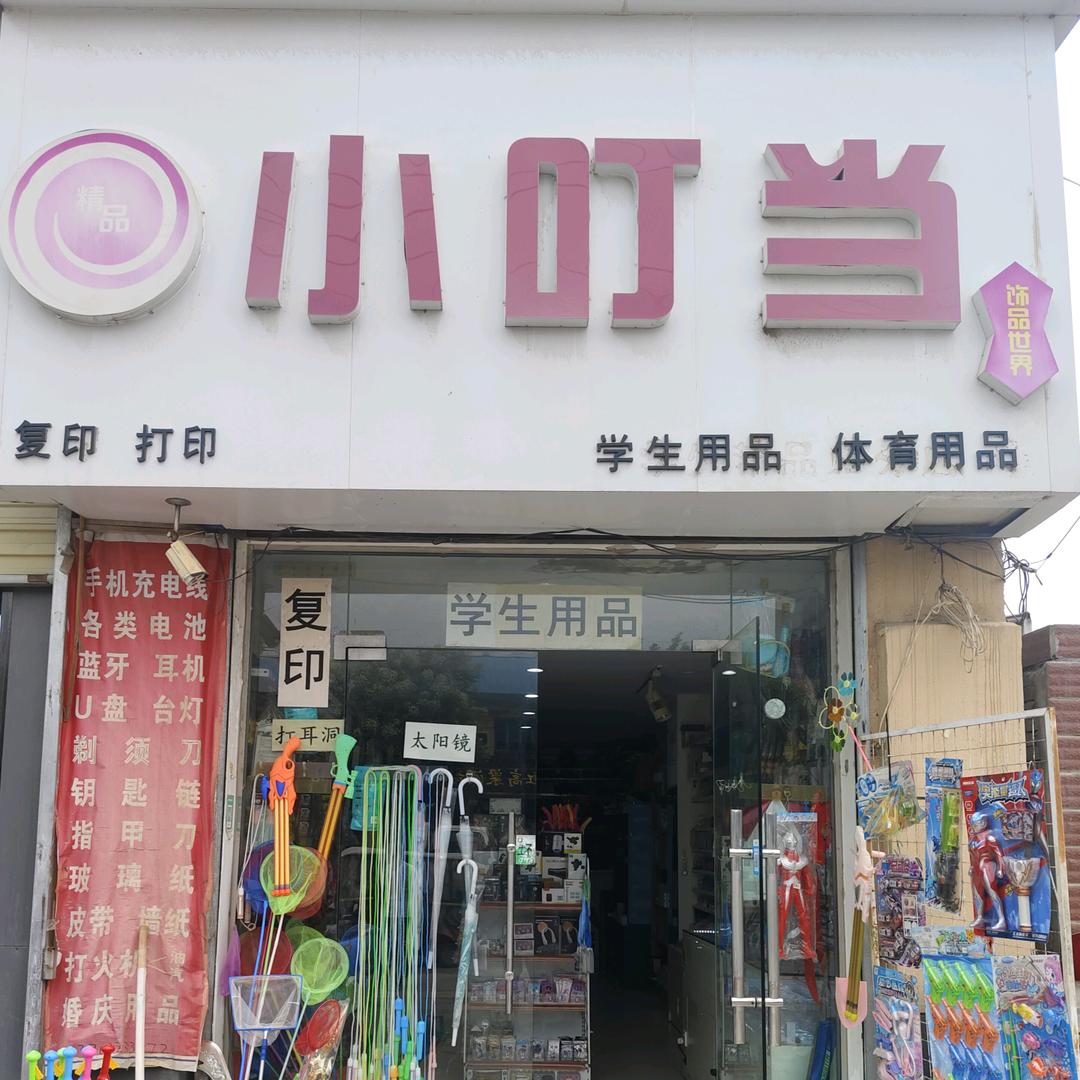 精品
小叮当
饰品世界
复印 打印
学生用品 体育用品
手机充电线
各类电池
蓝牙 耳机
U盘 台灯
剃须刀
钥匙链
指甲刀
玻璃纸
皮带 墙纸
打火机
婚庆用品
复印
学生用品
打耳洞
太阳镜